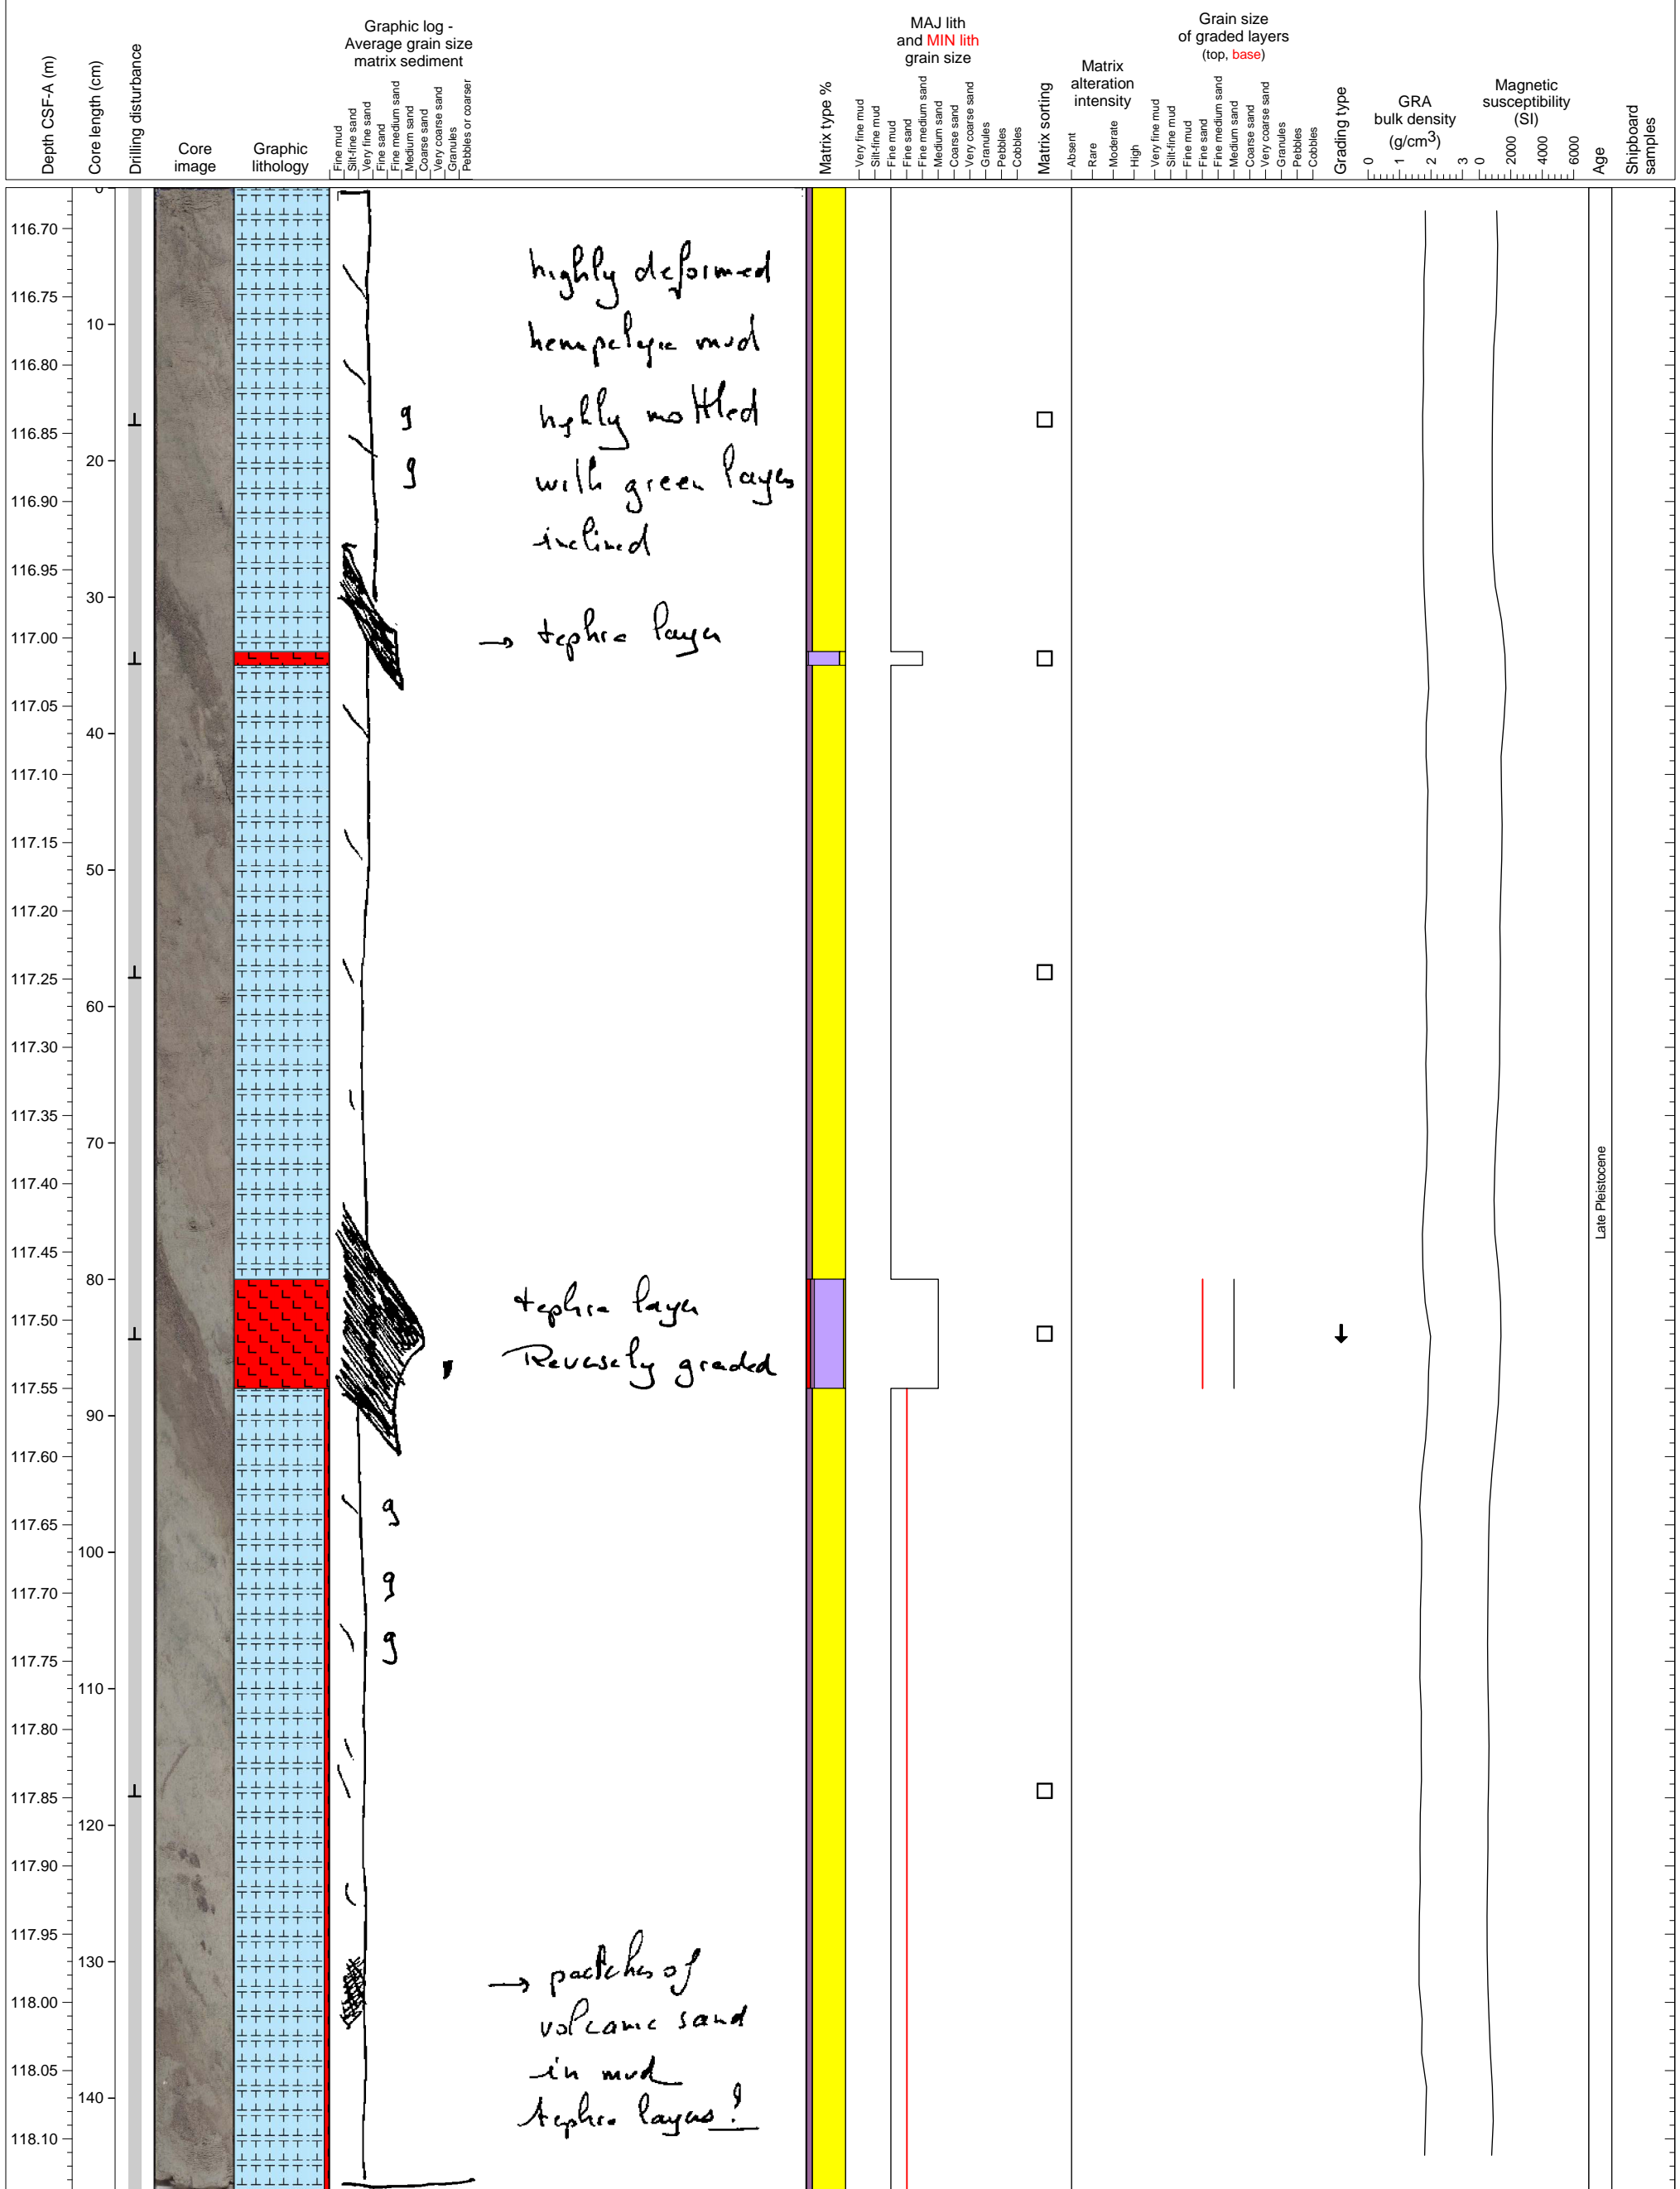 Depth CSF-A (m)
Core length (cm)
Drilling disturbance
Core
image
Graphic
lithology
Graphic log -
Average grain size
matrix sediment
Fine mud
Silt-fine sand
Very fine sand
Fine sand
Fine medium sand
Medium sand
Coarse sand
Very coarse sand
Granules
Pebbles or coarser
Matrix type %
MAJ lith
and MIN lith
grain size
Very fine mud
Silt-fine mud
Fine mud
Fine sand
Fine medium sand
Medium sand
Coarse sand
Very coarse sand
Granules
Pebbles
Cobbles
Matrix sorting
Matrix
alteration
intensity
Absent
Rare
Moderate
High
Grain size
of graded layers
(top, base)
Very fine mud
Silt-fine mud
Fine mud
Fine sand
Fine medium sand
Medium sand
Coarse sand
Very coarse sand
Granules
Pebbles
Cobbles
Grading type
GRA
bulk density
(g/cm3)
0 1 2 3
Magnetic
susceptibility
(SI)
0 2000 4000 6000
Age
Shipboard
samples
0
116.70
116.75
10
116.80
116.85
20
116.90
116.95
30
117.00
117.05
40
117.10
117.15
50
117.20
117.25
60
117.30
117.35
70
117.40
117.45
80
117.50
117.55
90
117.60
117.65
100
117.70
117.75
110
117.80
117.85
120
117.90
117.95
130
118.00
118.05
140
118.10
highly deformed
hemipelagic mud
highly mottled
with green layes
inclined
g
g
→ tephra layer
tephra layer
Reversely graded
g
g
g
→ patches of
volcanic sand
in mud
tephra layers?
Late Pleistocene